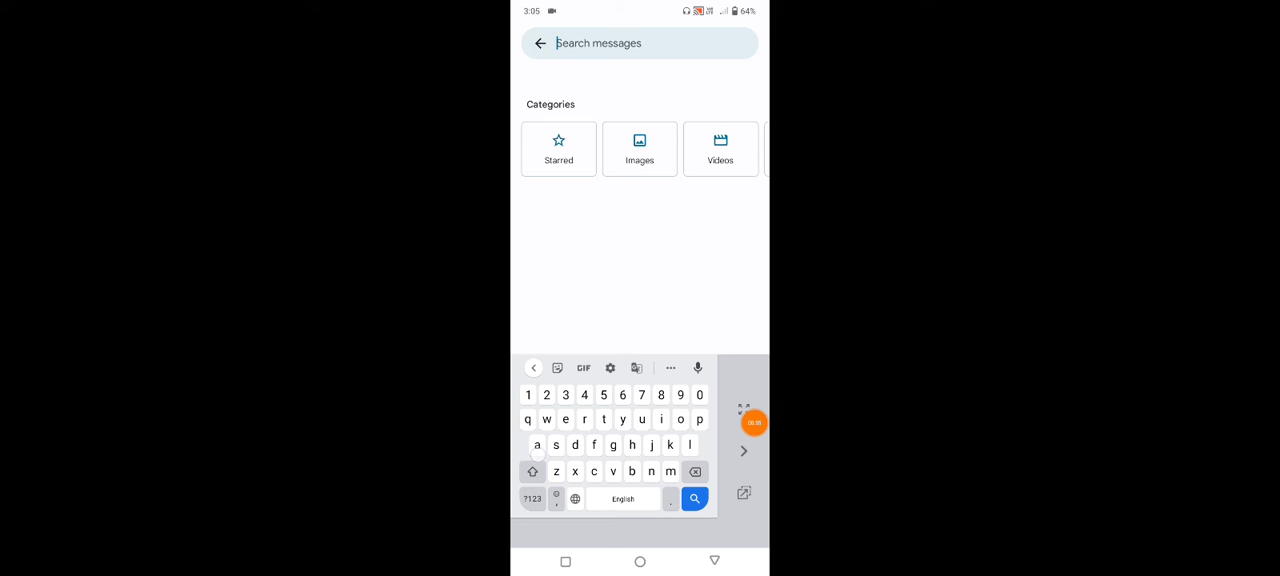 3:05 64%
Search messages
Categories
Starred Images Videos
GIF
1 2 3 4 5 6 7 8 9 0
q w e r t y u i o p
a s d f g h j k l
z x c v b n m
?123 , English .